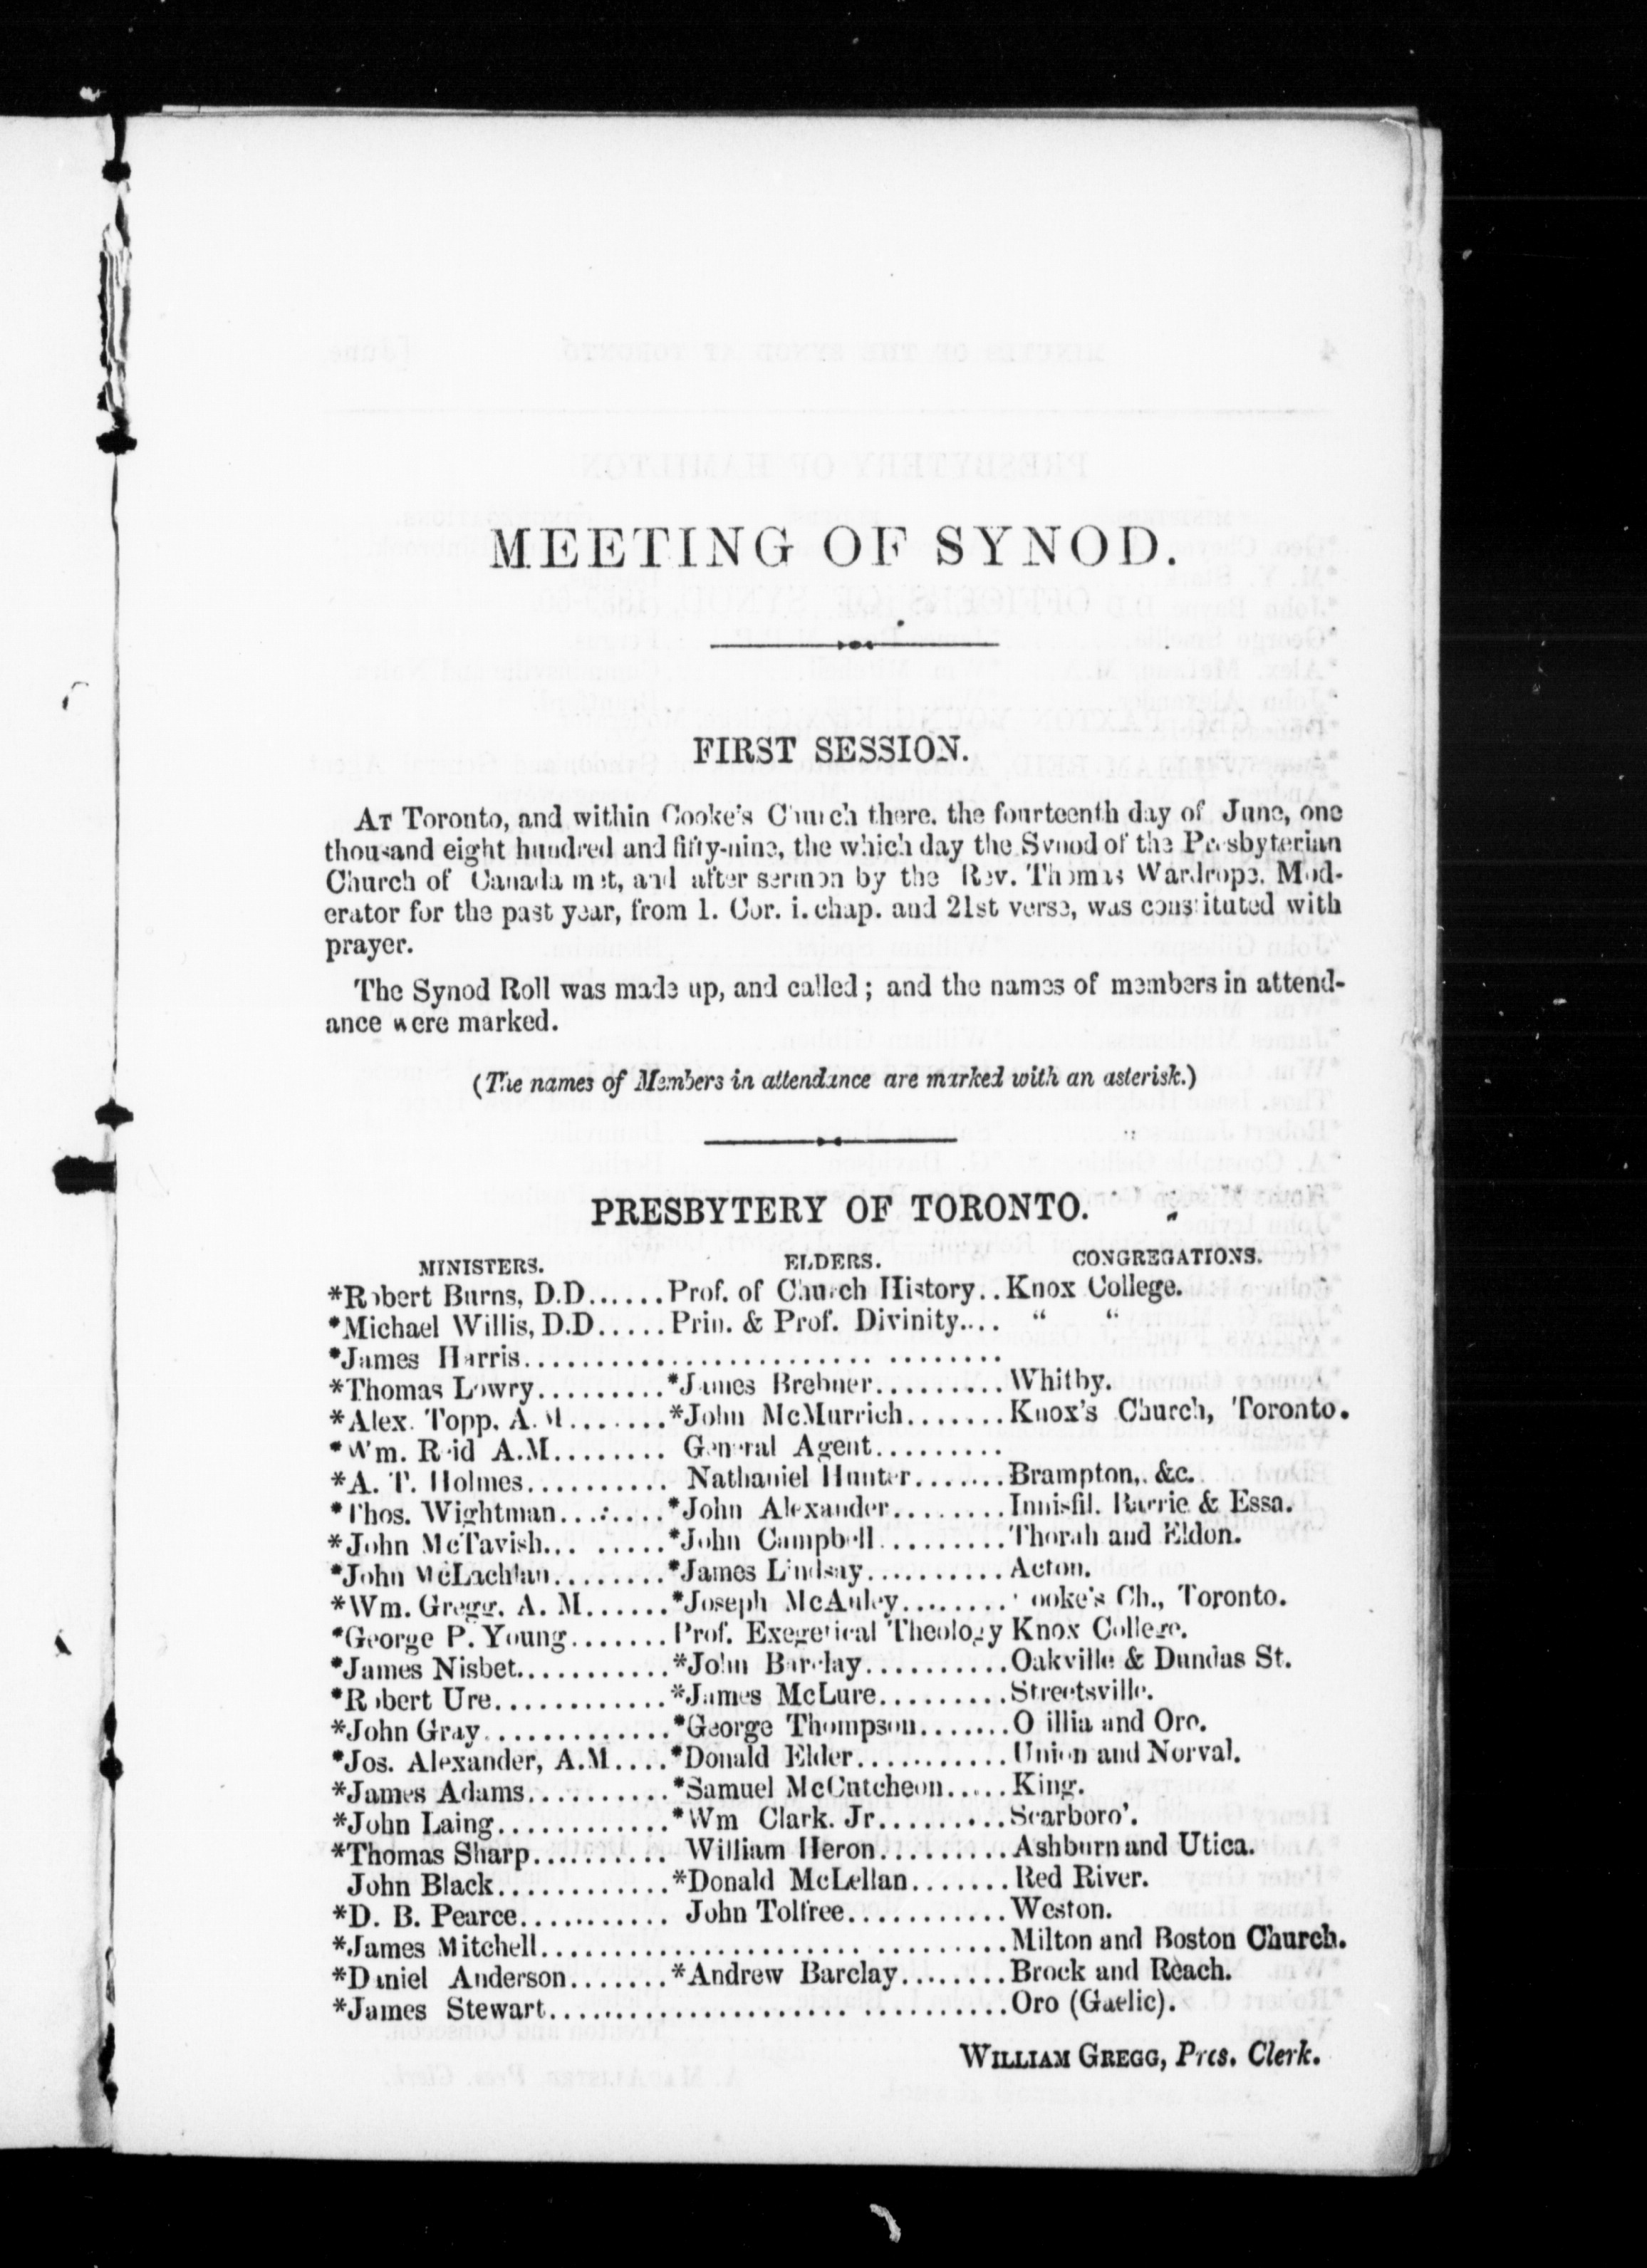 MEETING OF SYNOD.
FIRST SESSION.
AT Toronto, and within Cooke's Church there, the fourteenth day of June, one
thousand eight hundred and fifty-nine, the which day the Synod of the Presbyterian
Church of Canada met, and after sermon by the Rev. Thomas Wardrope, Mod-
erator for the past year, from 1. Cor. i. chap. and 21st verse, was constituted with
prayer.
The Synod Roll was made up, and called; and the names of members in attend-
ance were marked.
(The names of Members in attendance are marked with an asterisk.)
PRESBYTERY OF TORONTO.
MINISTERS. ELDERS. CONGREGATIONS.
*Robert Burns, D.D......Prof. of Church History..Knox College.
*Michael Willis, D.D.....Prin. & Prof. Divinity.... " "
*James Harris.............................. ........
*Thomas Lowry.........*James Brebner.........Whitby.
*Alex. Topp, A.M.......*John McMurrich.......Knox's Church, Toronto.
*Wm. Reid A.M........ General Agent.........
*A. T. Holmes.......... Nathaniel Hunter.......Brampton, &c.
*Thos. Wightman........*John Alexander........Innisfil, Barrie & Essa.
*John McTavish... .....*John Campbell.........Thorah and Eldon.
*John McLachlan........*James Lindsay..........Acton.
*Wm. Gregg, A. M......*Joseph McAuley........Cooke's Ch., Toronto.
*George P. Young.......Prof. Exegetical Theology Knox College.
*James Nisbet...........*John Barclay..........Oakville & Dundas St.
*Robert Ure............*James McLure.........Streetsville.
*John Gray.............*George Thompson.......O illia and Oro.
*Jos. Alexander, A.M....*Donald Elder...........Union and Norval.
*James Adams..........*Samuel McCutcheon.....King.
*John Laing............*Wm Clark. Jr.........Scarboro'.
*Thomas Sharp.......... William Heron.........Ashburn and Utica.
John Black............*Donald McLellan.......Red River.
*D. B. Pearce........... John Tolfree...........Weston.
*James Mitchell....................... .........Milton and Boston Church.
*Daniel Anderson.......*Andrew Barclay........Brock and Reach.
*James Stewart...................... ..........Oro (Gaelic).
WILLIAM GREGG, Pres. Clerk.